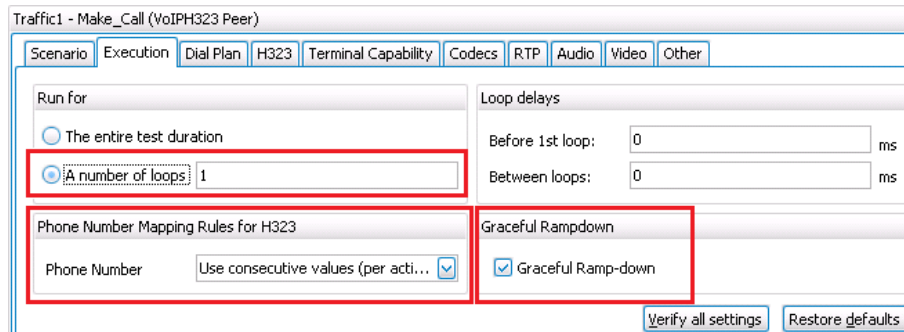 Traffic1 - Make_Call (VoIPH323 Peer)
Scenario Execution Dial Plan H323 Terminal Capability Codecs RTP Audio Video Other
Run for
The entire test duration
A number of loops 1
Loop delays
Before 1st loop: 0 ms
Between loops: 0 ms
Phone Number Mapping Rules for H323
Phone Number Use consecutive values (per acti...
Graceful Rampdown
Graceful Ramp-down
Verify all settings Restore defaults